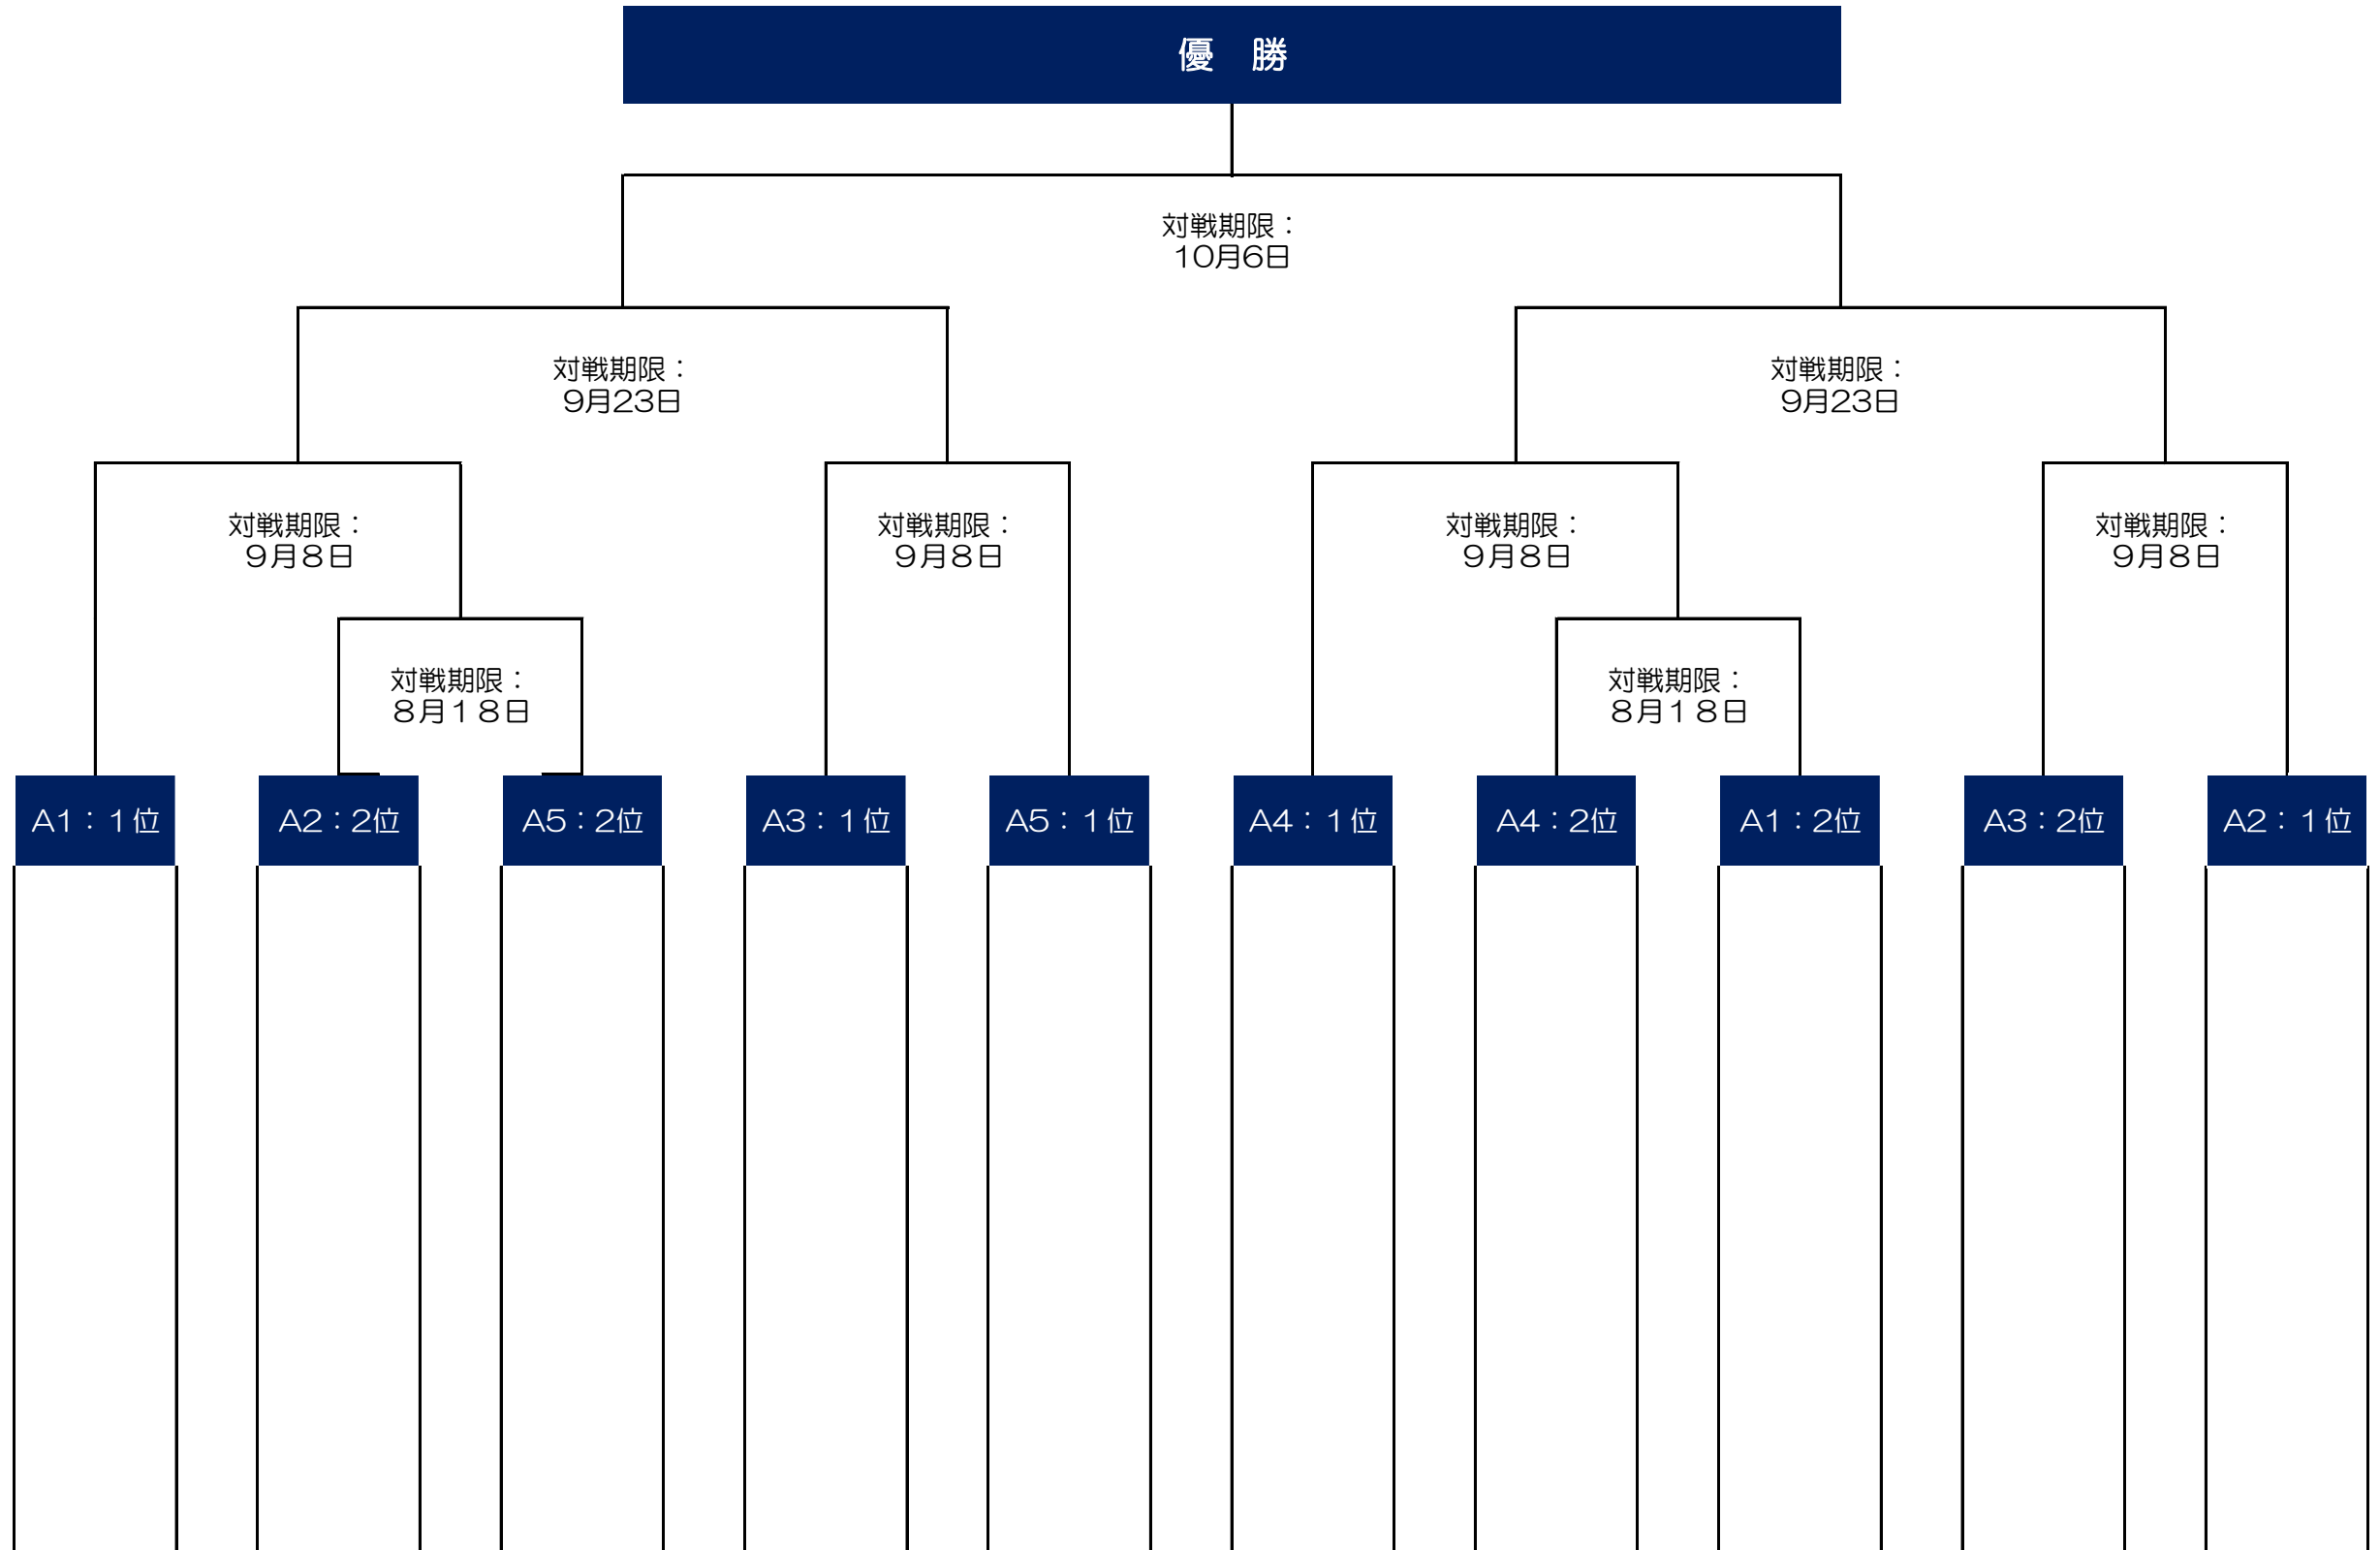 優　勝
対戦期限：
10月6日
対戦期限：
9月23日
対戦期限：
9月23日
対戦期限：
９月８日
対戦期限：
９月８日
対戦期限：
９月８日
対戦期限：
９月８日
対戦期限：
８月１８日
対戦期限：
８月１８日
A1：１位
A2：2位
A5：2位
A3：１位
A5：１位
A4：１位
A4：2位
A1：2位
A3：2位
A2：１位